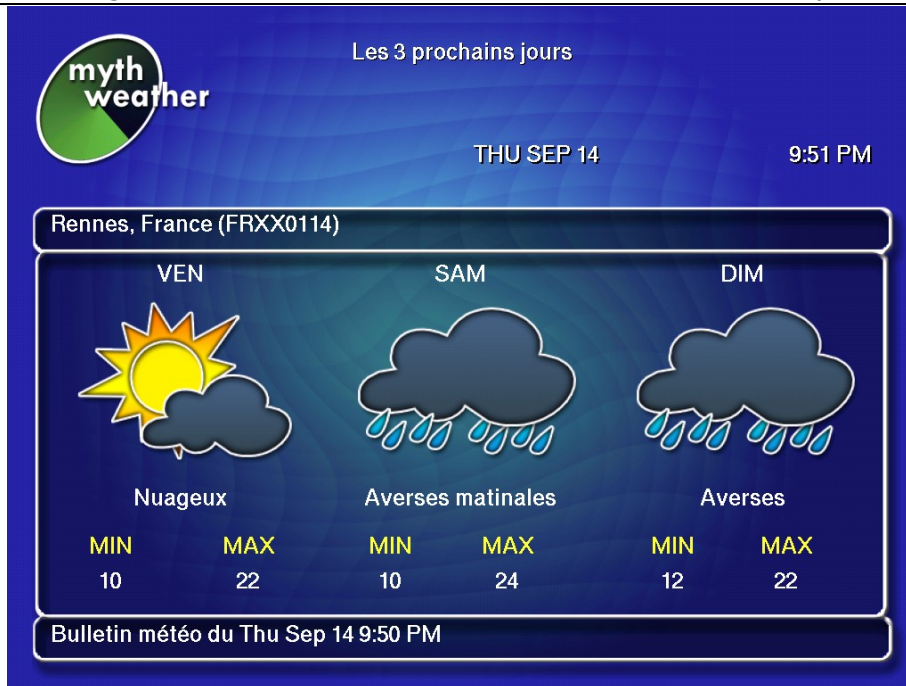 Les 3 prochains jours
myth
weather
THU SEP 14 9:51 PM
Rennes, France (FRXX0114)
VEN SAM DIM
Nuageux Averses matinales Averses
MIN MAX MIN MAX MIN MAX
10 22 10 24 12 22
Bulletin météo du Thu Sep 14 9:50 PM